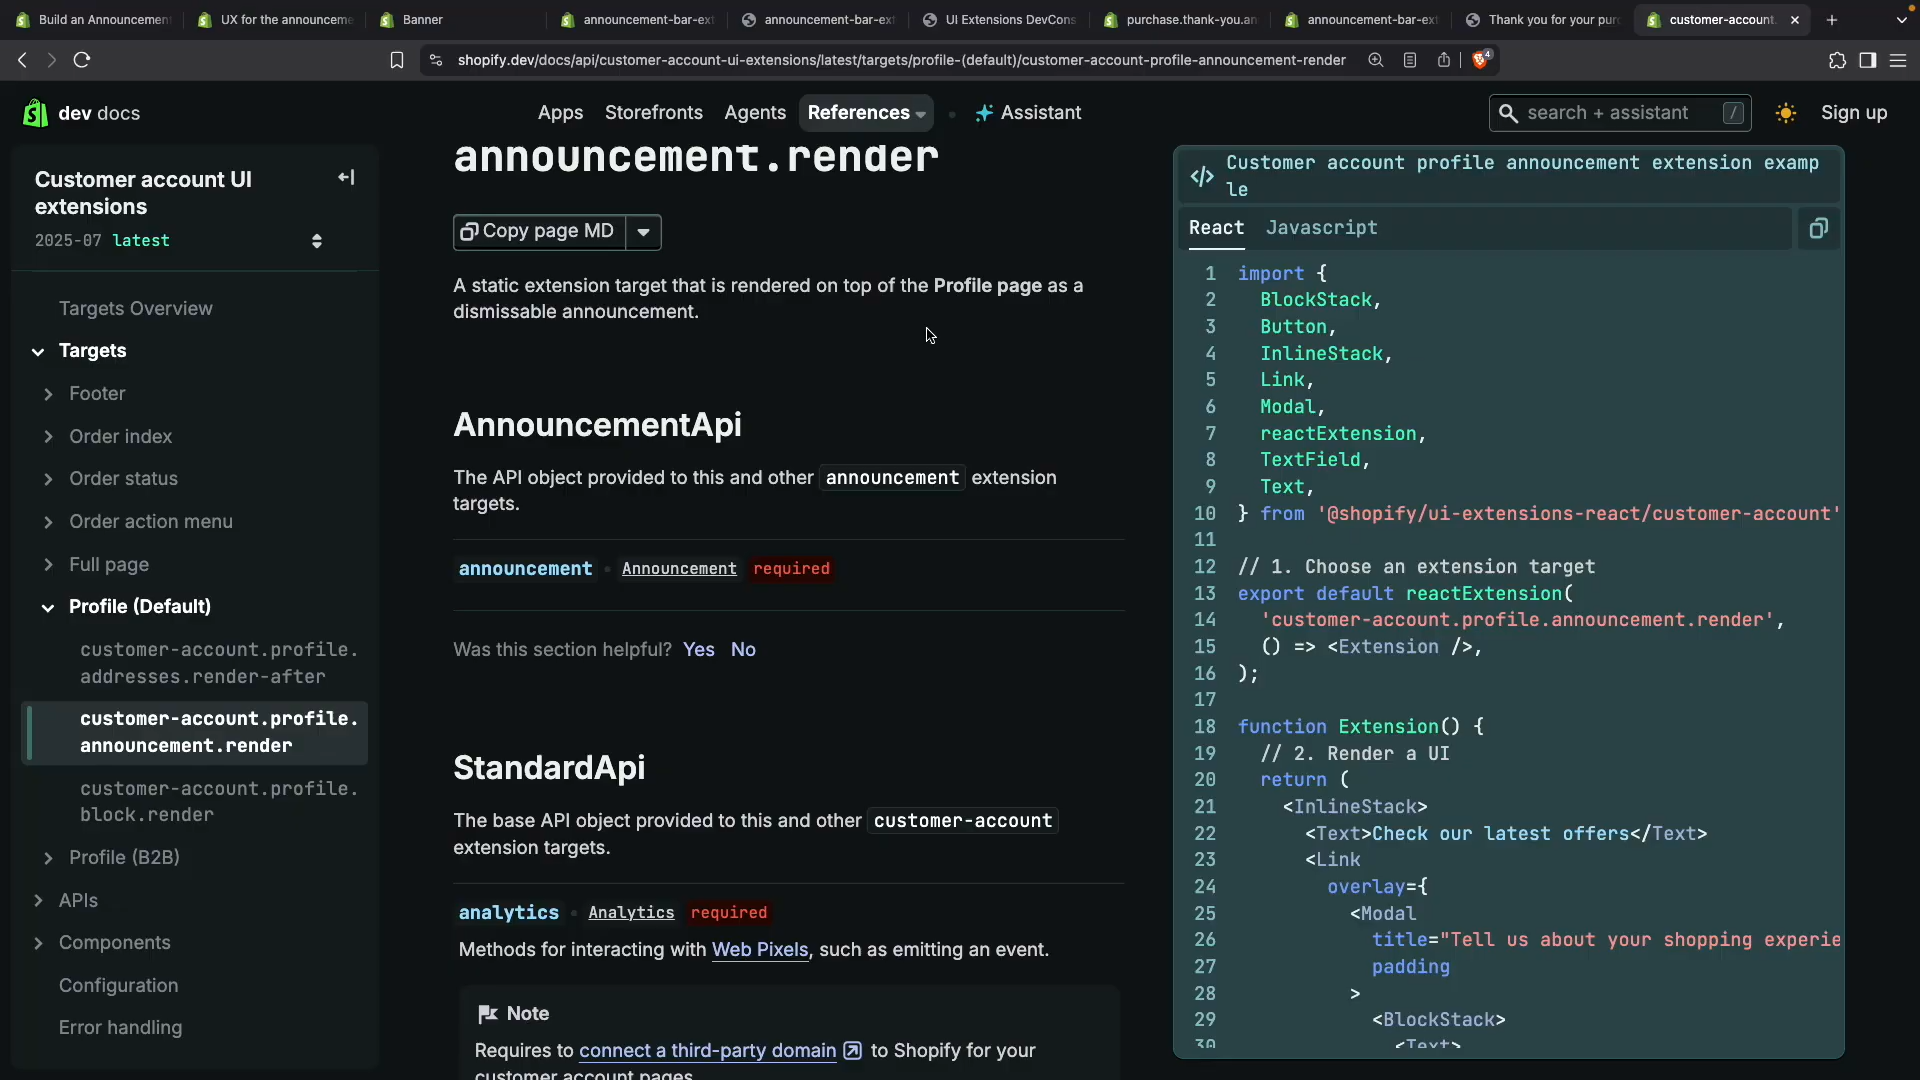 Build an Announcement
UX for the announceme
Banner
announcement-bar-ext
announcement-bar-ext
UI Extensions DevCons
purchase.thank-you.an
announcement-bar-ext
Thank you for your purc
customer-account.
shopify.dev/docs/api/customer-account-ui-extensions/latest/targets/profile-(default)/customer-account-profile-announcement-render
4
dev docs
Apps
Storefronts
Agents
References
Assistant
search + assistant
/
Sign up
Customer account UI
extensions
2025-07 latest
Targets Overview
Targets
Footer
Order index
Order status
Order action menu
Full page
Profile (Default)
customer-account.profile.
addresses.render-after
customer-account.profile.
announcement.render
customer-account.profile.
block.render
Profile (B2B)
APIs
Components
Configuration
Error handling
announcement.render
Copy page MD
A static extension target that is rendered on top of the Profile page as a
dismissable announcement.
AnnouncementApi
The API object provided to this and other announcement extension
targets.
announcement • Announcement required
Was this section helpful? Yes No
StandardApi
The base API object provided to this and other customer-account
extension targets.
analytics • Analytics required
Methods for interacting with Web Pixels, such as emitting an event.
Note
Requires to connect a third-party domain to Shopify for your
customer account pages.
Customer account profile announcement extension examp
le
React Javascript
1 import {
2 BlockStack,
3 Button,
4 InlineStack,
5 Link,
6 Modal,
7 reactExtension,
8 TextField,
9 Text,
10 } from '@shopify/ui-extensions-react/customer-account'
11
12 // 1. Choose an extension target
13 export default reactExtension(
14 'customer-account.profile.announcement.render',
15 () => <Extension />,
16 );
17
18 function Extension() {
19 // 2. Render a UI
20 return (
21 <InlineStack>
22 <Text>Check our latest offers</Text>
23 <Link
24 overlay={
25 <Modal
26 title="Tell us about your shopping experie
27 padding
28 >
29 <BlockStack>
30 <Text>